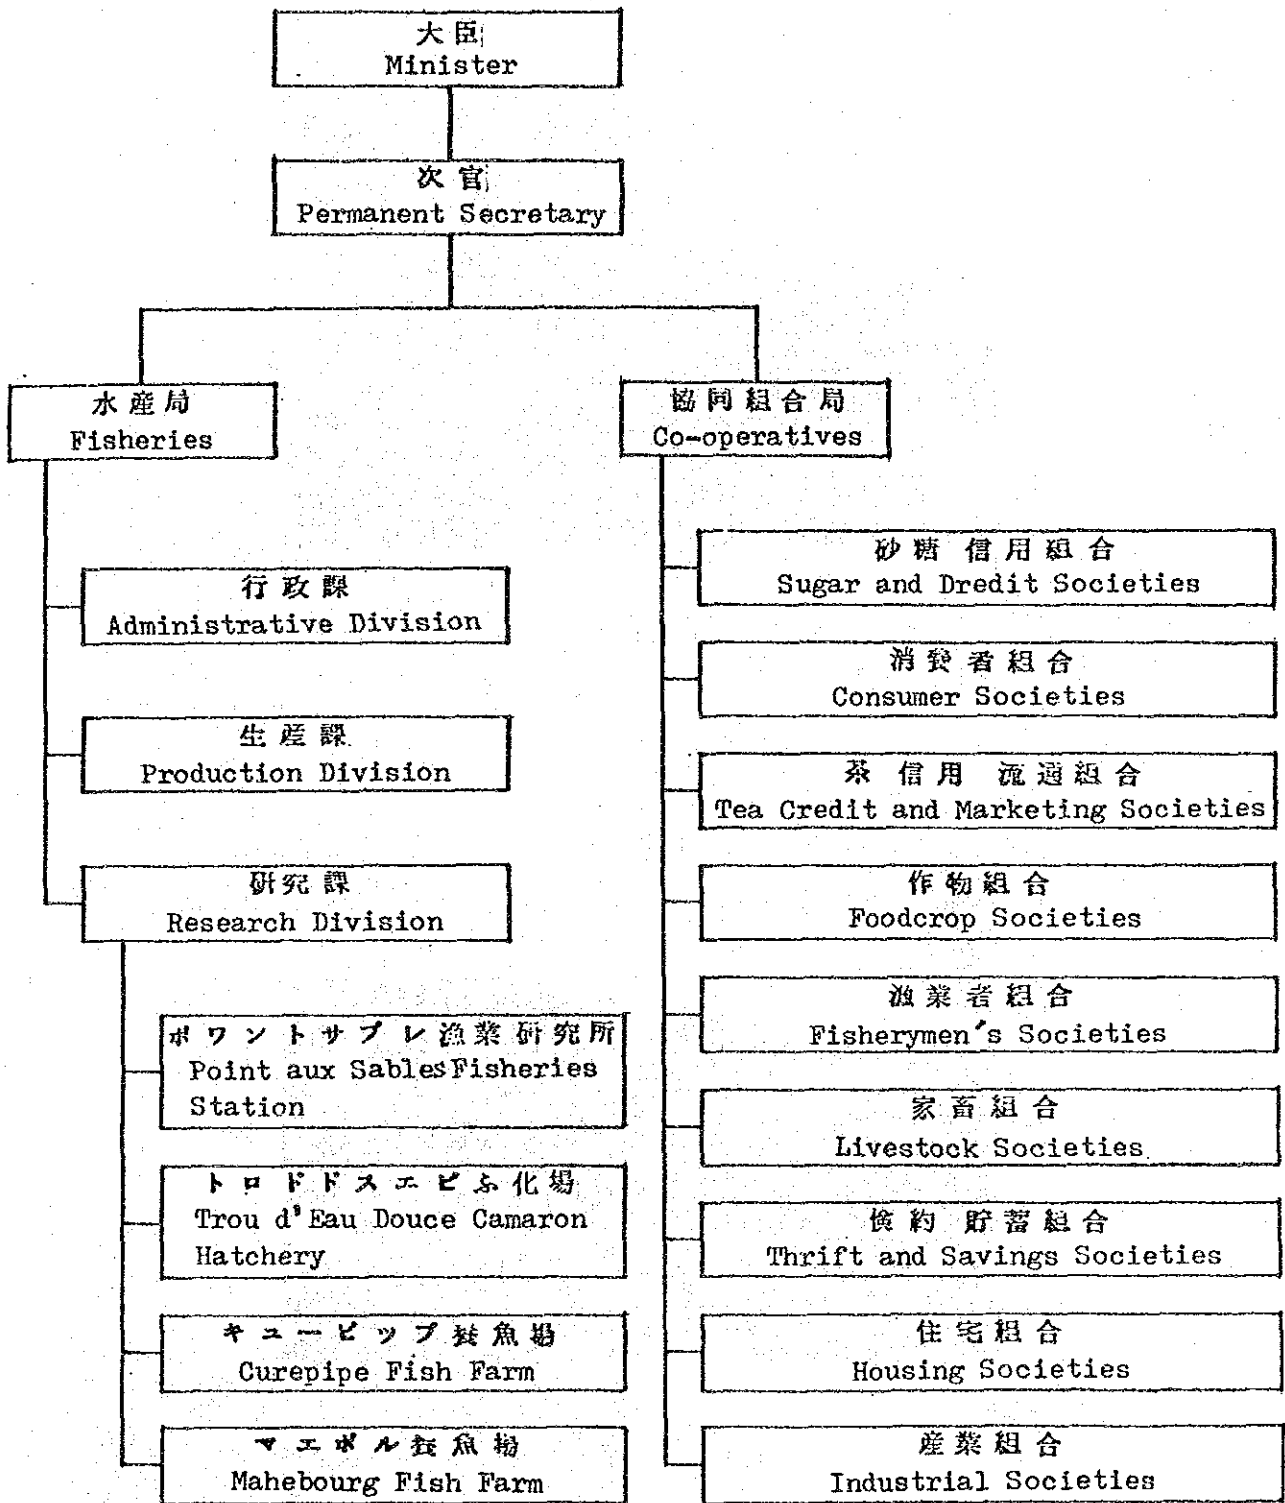 大臣
Minister
次官
Permanent Secretary
水産局
Fisheries
行政課
Administrative Division
生産課
Production Division
研究課
Research Division
ポワントサブレ漁業研究所
Point aux Sables Fisheries
Station
トロドドスエビふ化場
Trou d'Eau Douce Camaron
Hatchery
キューピップ養魚場
Curepipe Fish Farm
マエボル養魚場
Mahebourg Fish Farm
協同組合局
Co-operatives
砂糖 信用組合
Sugar and Dredit Societies
消費者組合
Consumer Societies
茶 信用 流通組合
Tea Credit and Marketing Societies
作物組合
Foodcrop Societies
漁業者組合
Fisherymen's Societies
家畜組合
Livestock Societies
倹約 貯蓄組合
Thrift and Savings Societies
住宅組合
Housing Societies
産業組合
Industrial Societies